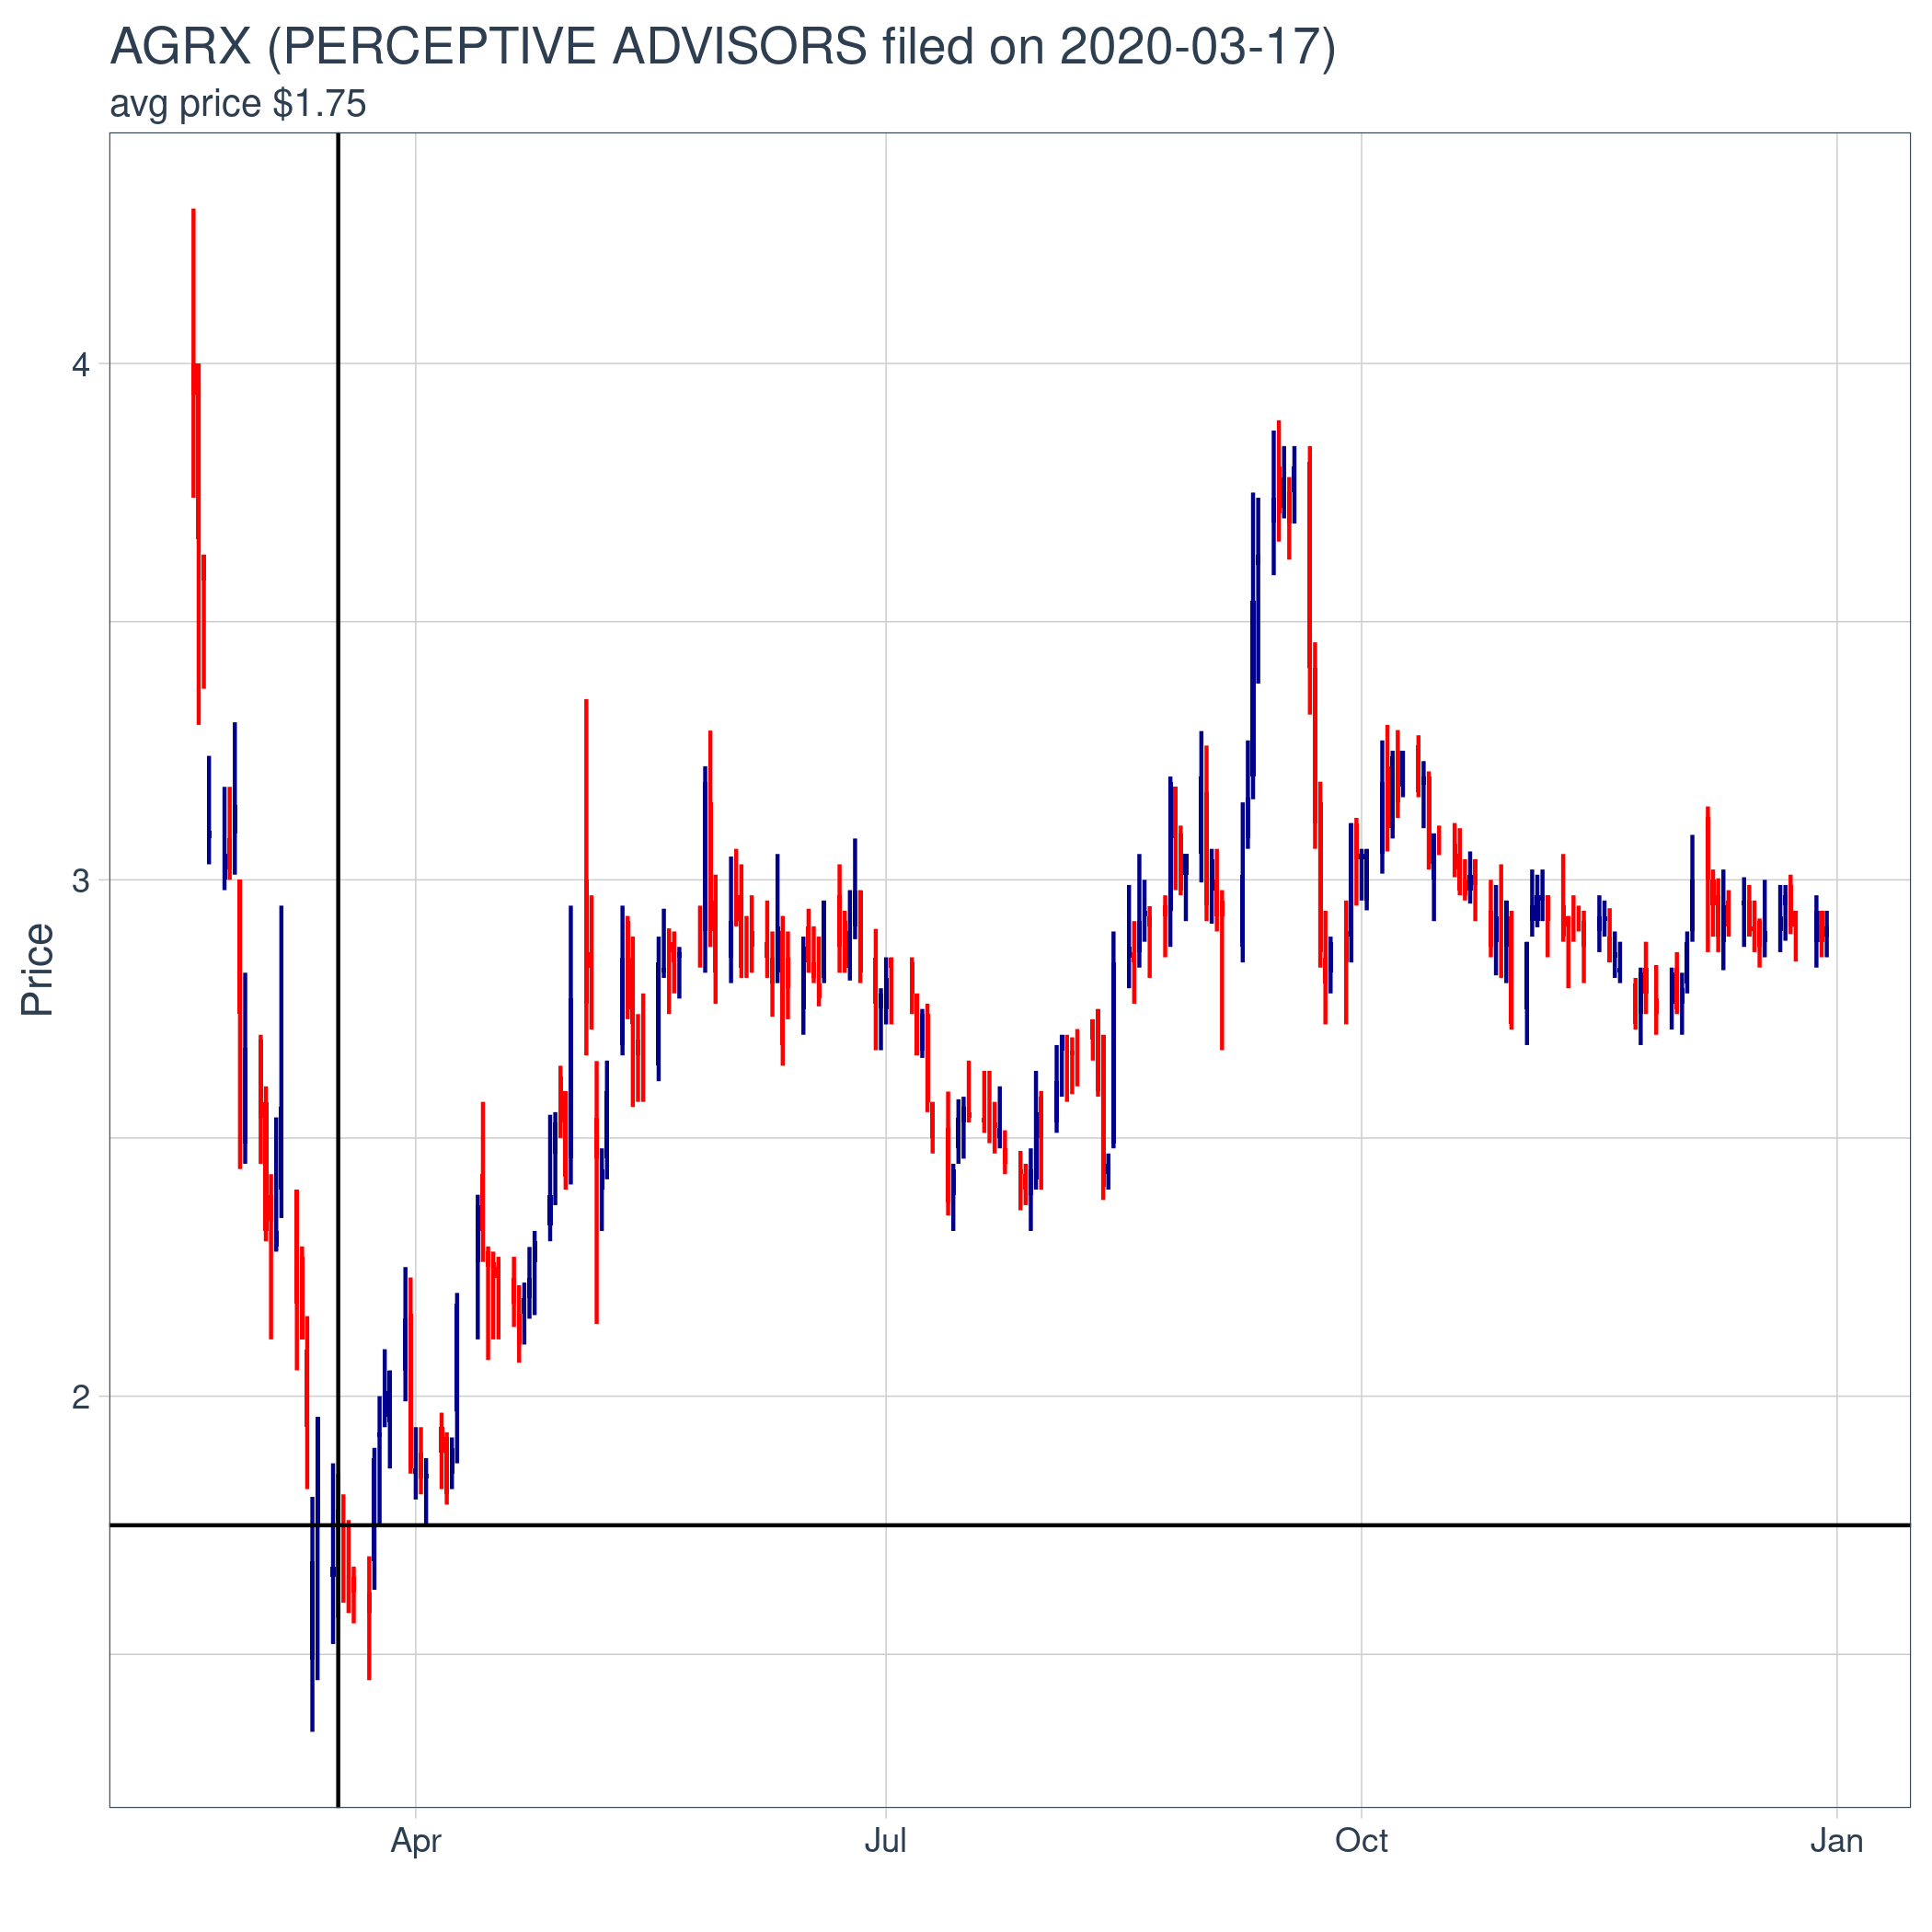 AGRX (PERCEPTIVE ADVISORS filed on 2020-03-17)
avg price $1.75
4
3
2
Price
Apr Jul Oct Jan